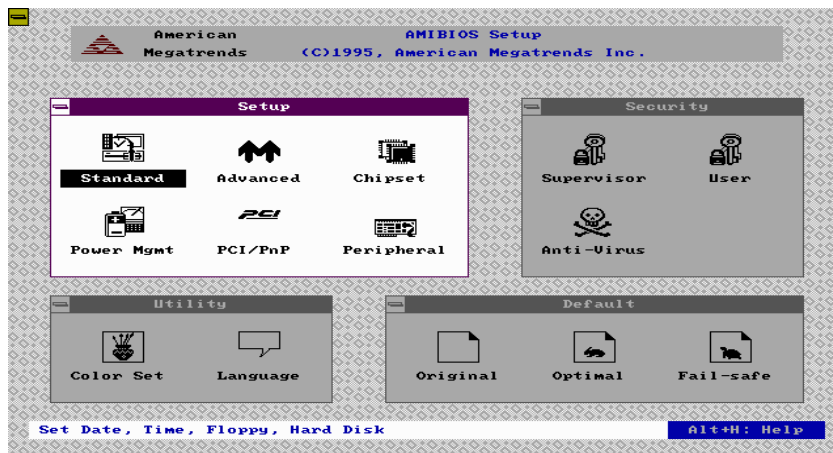 American AMIBIOS Setup
Megatrends (C)1995, American Megatrends Inc.
Setup
Security
Standard Advanced Chipset
Supervisor User
PCI
Power Mgmt PCI/PnP Peripheral
Anti-Virus
Utility
Default
Color Set Language
Original Optimal Fail-safe
Set Date, Time, Floppy, Hard Disk
Alt+H: Help